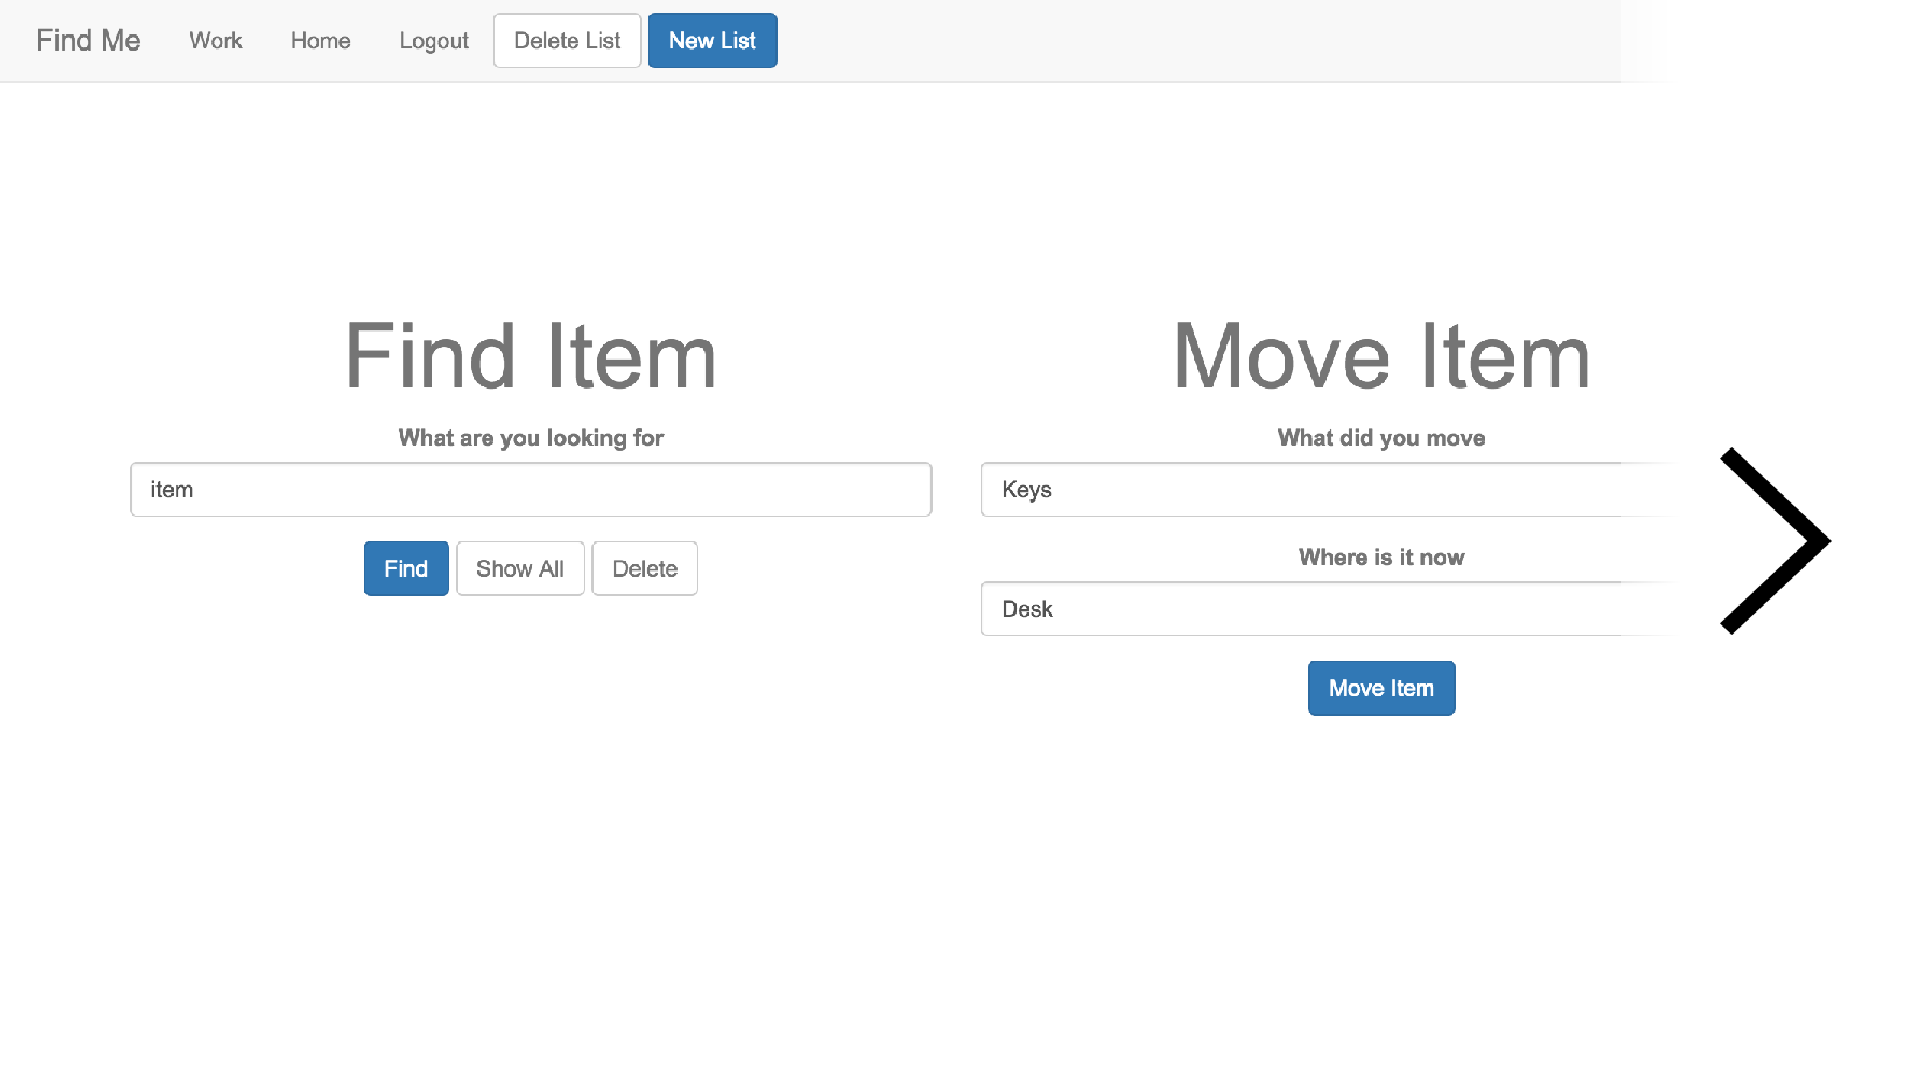 Find Me Work Home Logout Delete List New List
Find Item
What are you looking for
item
Find Show All Delete
Move Item
What did you move
Keys
Where is it now
Desk
Move Item